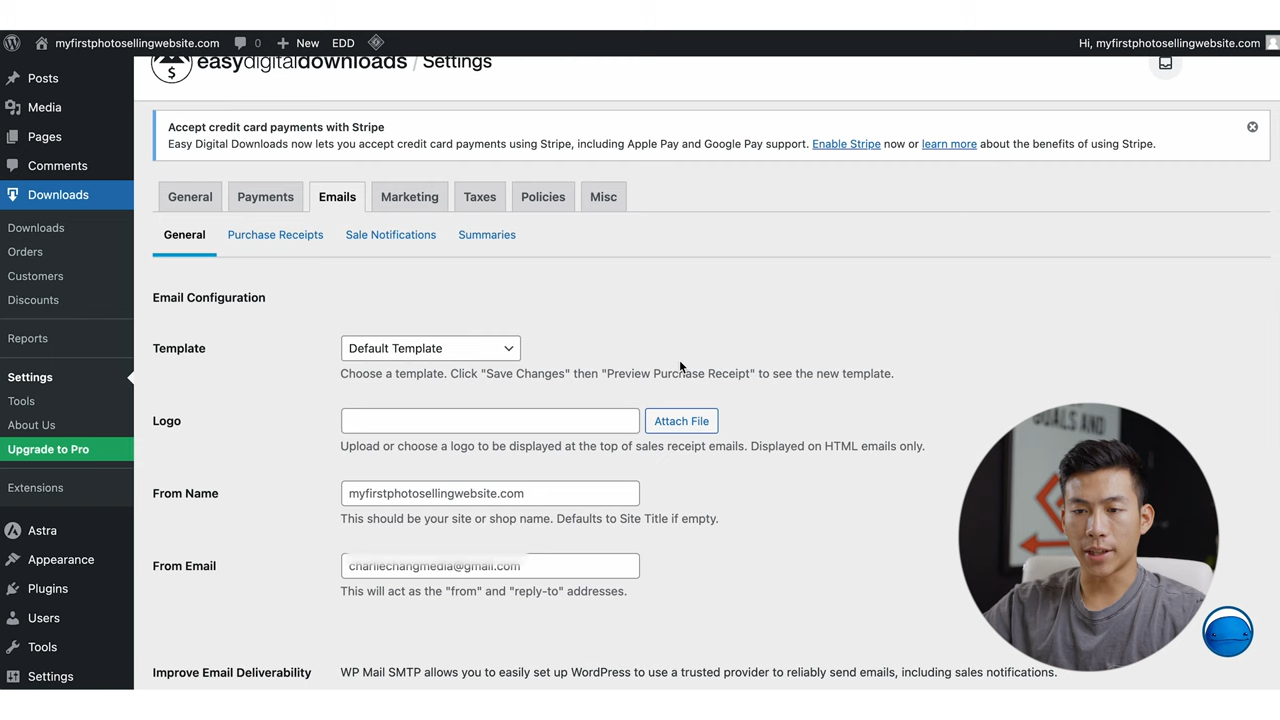 myfirstphotosellingwebsite.com 0 New EDD Hi, myfirstphotosellingwebsite.com
Posts
Media
Pages
Comments
Downloads
Downloads
Orders
Customers
Discounts
Reports
Settings
Tools
About Us
Upgrade to Pro
Extensions
Astra
Appearance
Plugins
Users
Tools
Settings
$ easydigitaldownloads / Settings
Accept credit card payments with Stripe
Easy Digital Downloads now lets you accept credit card payments using Stripe, including Apple Pay and Google Pay support. Enable Stripe now or learn more about the benefits of using Stripe.
General Payments Emails Marketing Taxes Policies Misc
General Purchase Receipts Sale Notifications Summaries
Email Configuration
Template Default Template
Choose a template. Click "Save Changes" then "Preview Purchase Receipt" to see the new template.
Logo Attach File
Upload or choose a logo to be displayed at the top of sales receipt emails. Displayed on HTML emails only.
From Name myfirstphotosellingwebsite.com
This should be your site or shop name. Defaults to Site Title if empty.
From Email charliechangmedia@gmail.com
This will act as the "from" and "reply-to" addresses.
Improve Email Deliverability WP Mail SMTP allows you to easily set up WordPress to use a trusted provider to reliably send emails, including sales notifications.
GOALS AND